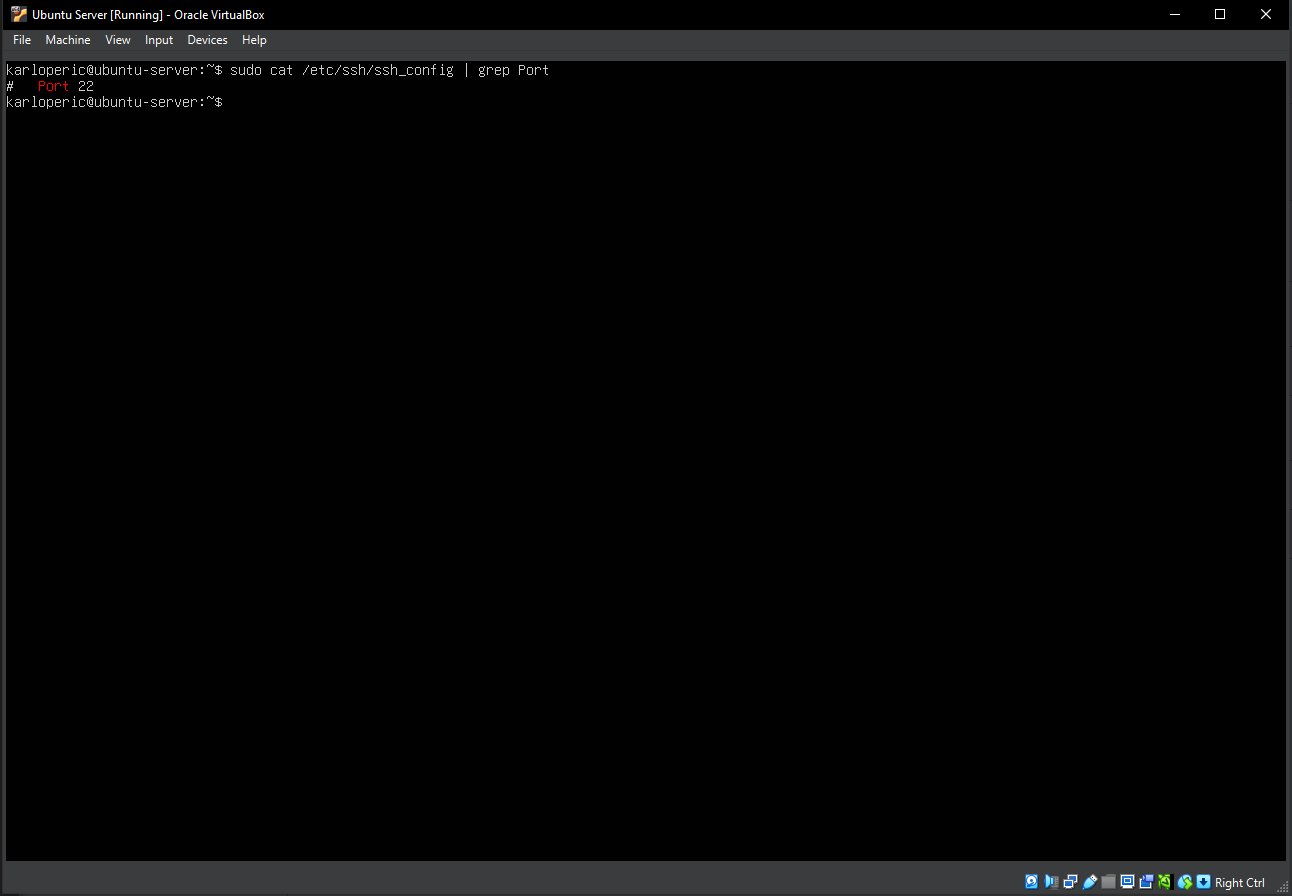 Ubuntu Server [Running] - Oracle VirtualBox
File Machine View Input Devices Help
karloperic@ubuntu-server:~$ sudo cat /etc/ssh/ssh_config | grep Port
#   Port 22
karloperic@ubuntu-server:~$
Right Ctrl